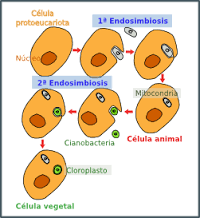 Célula
protoeucariota
1ª Endosimbiosis
Núcleo
2ª Endosimbiosis
Mitocondria
Cianobacteria
Célula animal
Cloroplasto
Célula vegetal